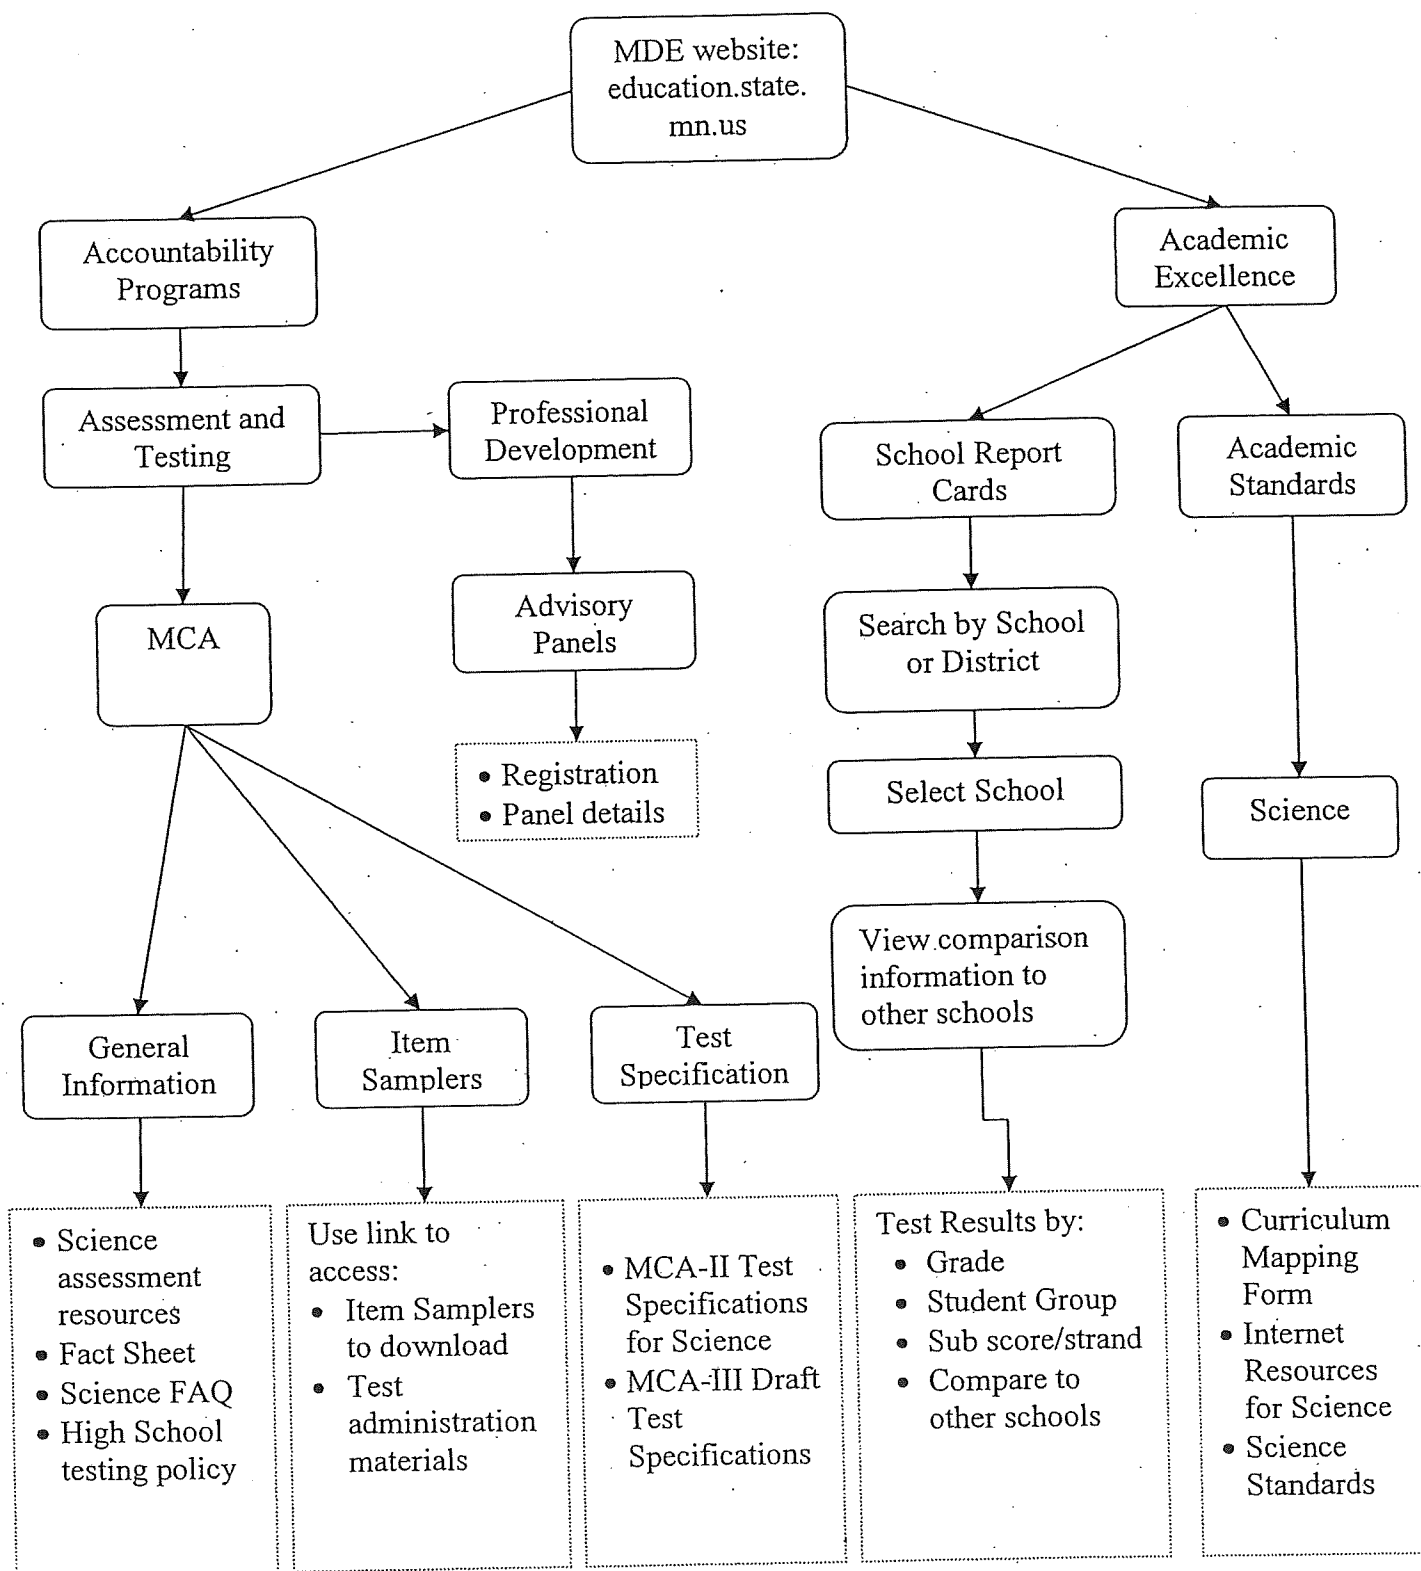 MDE website:
education.state.
mn.us
Accountability
Programs
Academic
Excellence
Assessment and
Testing
Professional
Development
School Report
Cards
Academic
Standards
MCA
Advisory
Panels
Search by School
or District
• Registration
• Panel details
Select School
Science
View comparison
information to
other schools
General
Information
Item
Samplers
Test
Specification
• Science
assessment
resources
• Fact Sheet
• Science FAQ
• High School
testing policy
Use link to
access:
• Item Samplers
to download
• Test
administration
materials
• MCA-II Test
Specifications
for Science
• MCA-III Draft
Test
Specifications
Test Results by:
• Grade
• Student Group
• Sub score/strand
• Compare to
other schools
• Curriculum
Mapping
Form
• Internet
Resources
for Science
• Science
Standards